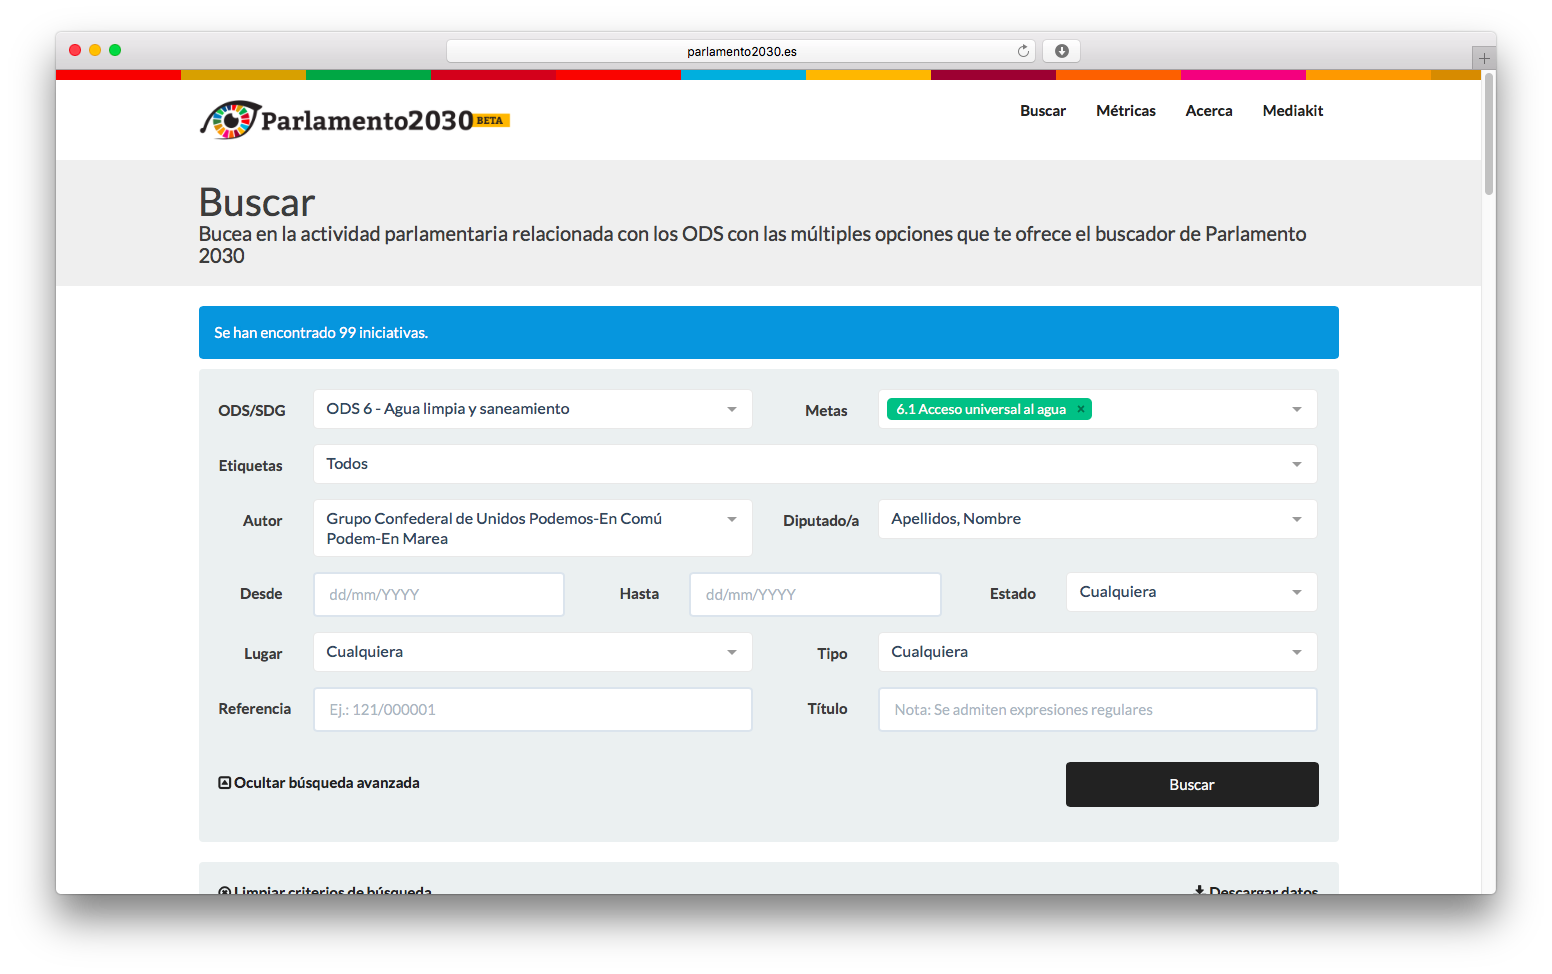 parlamento2030.es
Parlamento2030 BETA
Buscar Métricas Acerca Mediakit
Buscar
Bucea en la actividad parlamentaria relacionada con los ODS con las múltiples opciones que te ofrece el buscador de Parlamento
2030
Se han encontrado 99 iniciativas.
ODS/SDG ODS 6 - Agua limpia y saneamiento Metas 6.1 Acceso universal al agua ×
Etiquetas Todos
Autor Grupo Confederal de Unidos Podemos-En Comú
Podem-En Marea
Diputado/a Apellidos, Nombre
Desde dd/mm/YYYY Hasta dd/mm/YYYY Estado Cualquiera
Lugar Cualquiera Tipo Cualquiera
Referencia Ej.: 121/000001 Título Nota: Se admiten expresiones regulares
Ocultar búsqueda avanzada Buscar
Limpiar criterios de búsqueda Descargar datos